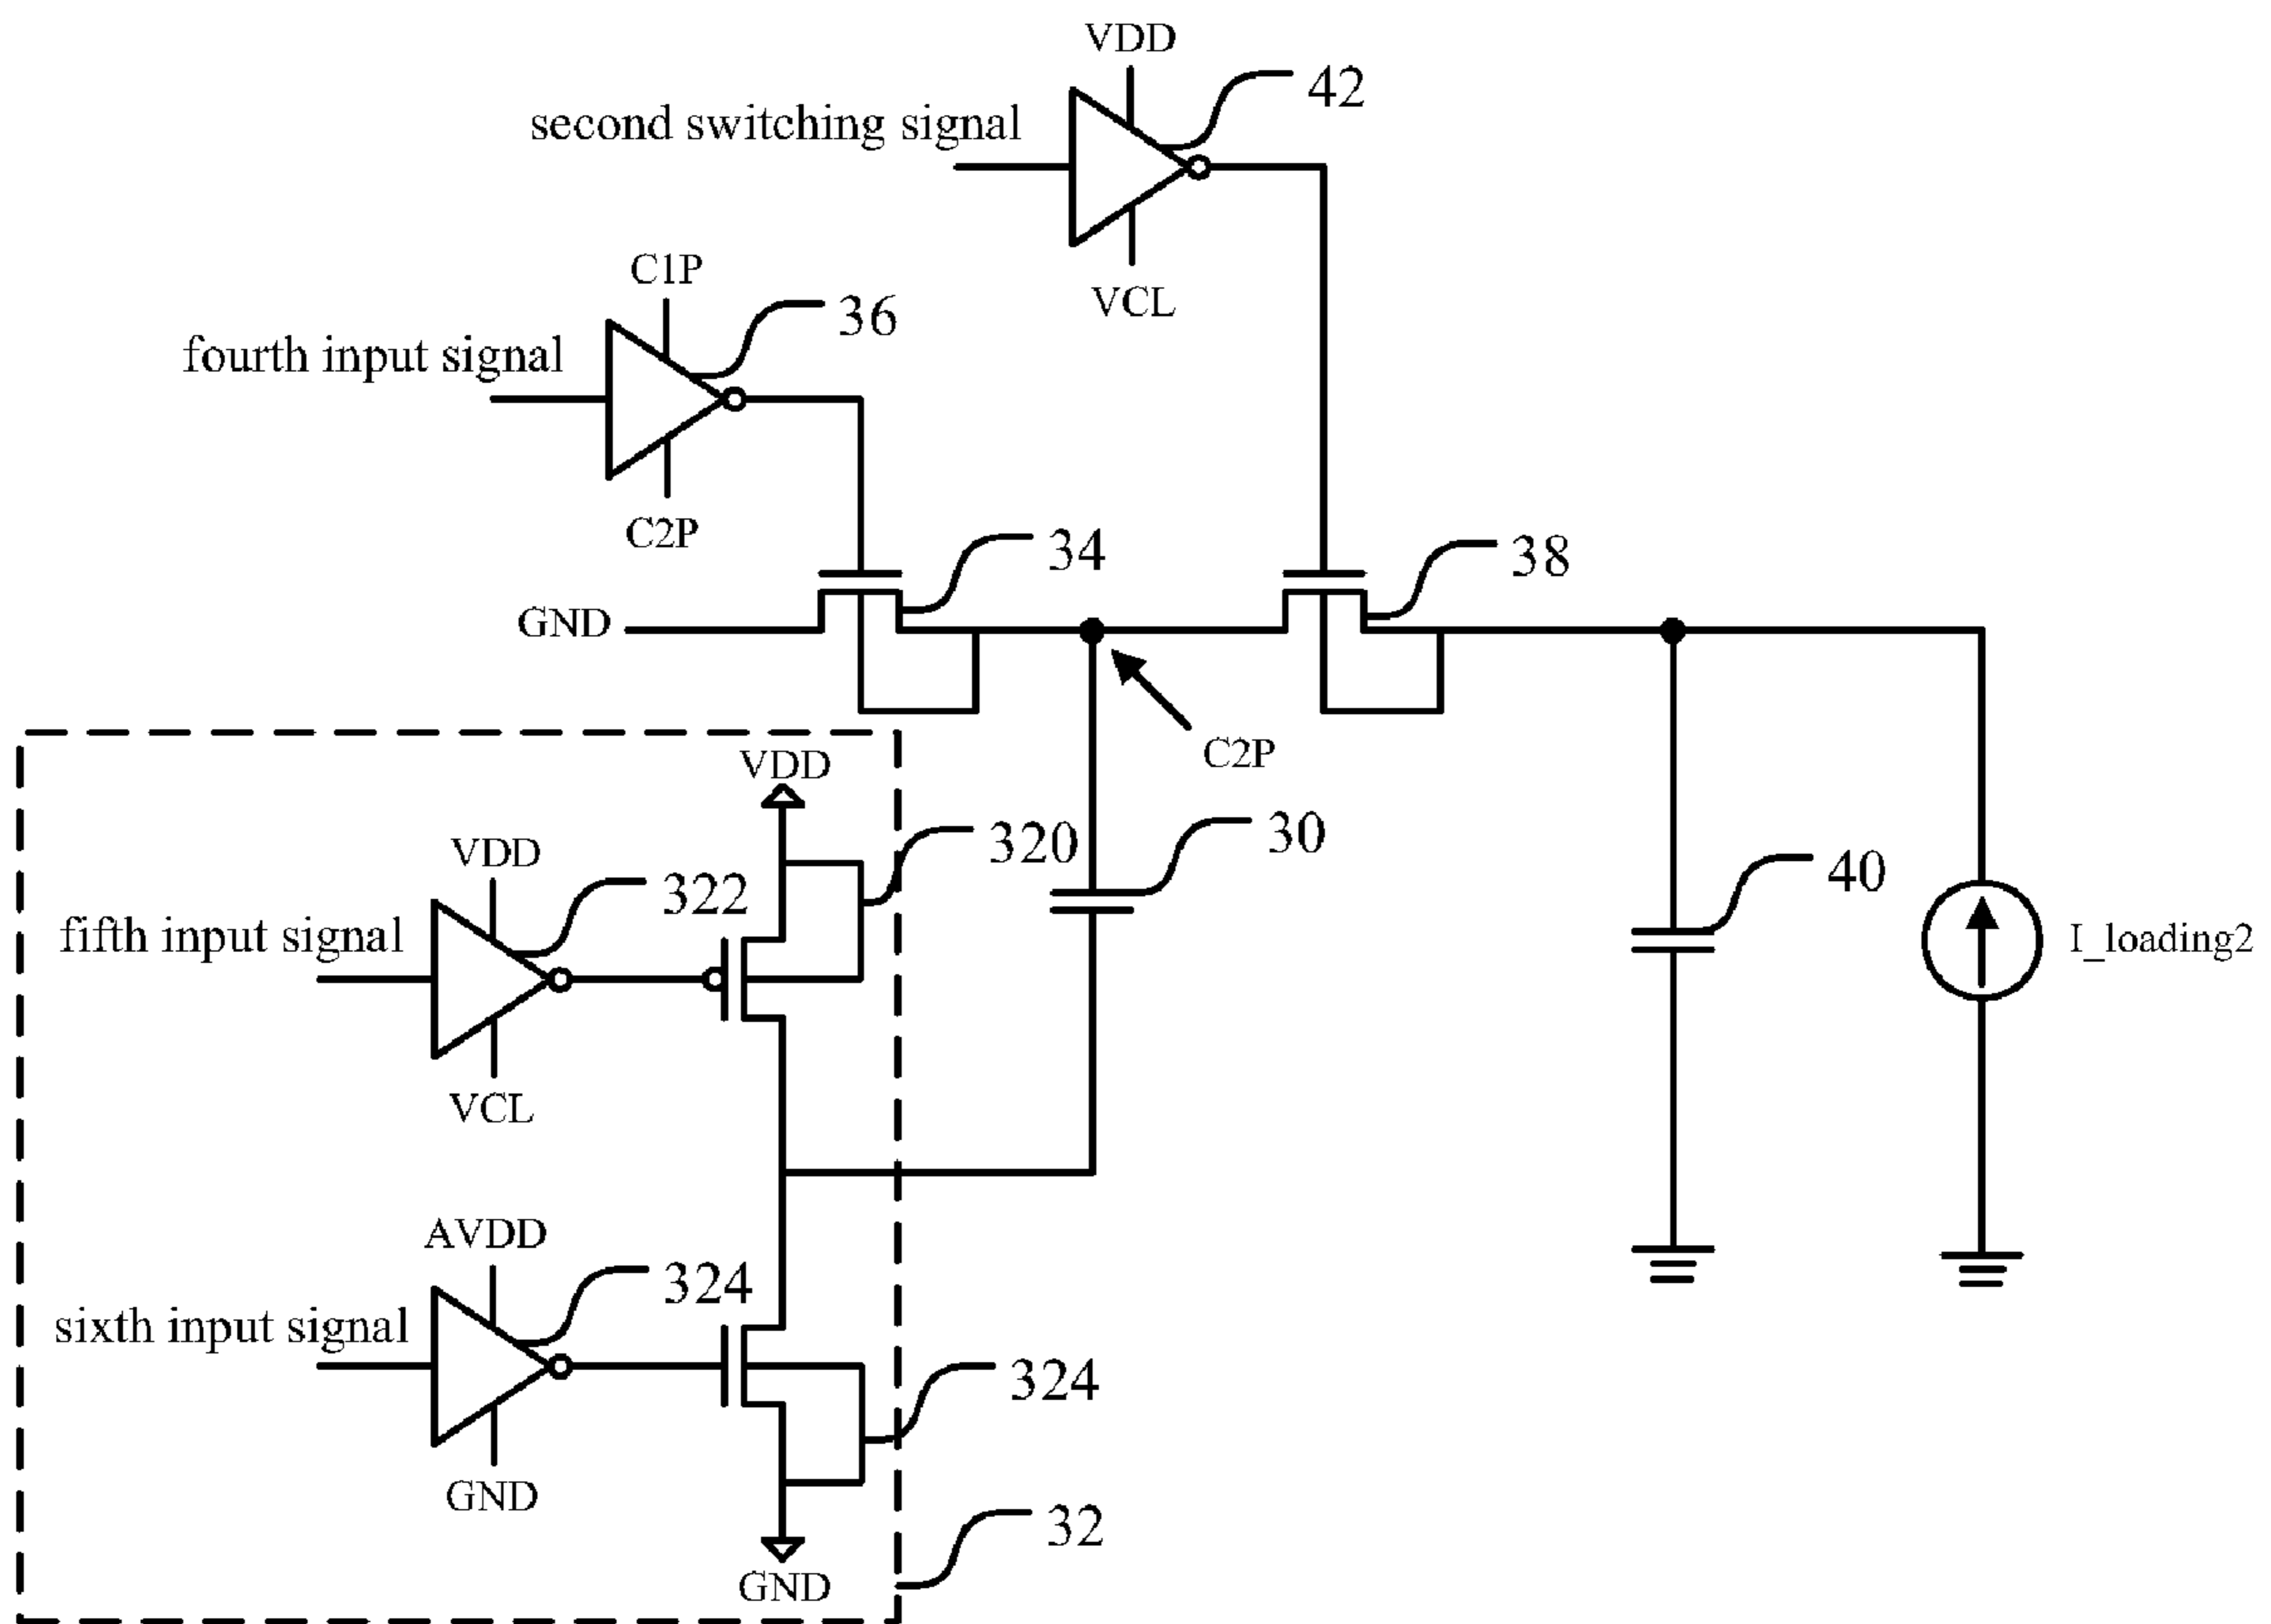 VDD
42
second switching signal
C1P
VCL
36
fourth input signal
C2P
34
38
GND
C2P
VDD
320
30
VDD
322
40
fifth input signal
I_loading2
VCL
AVDD
324
sixth input signal
324
GND
32
GND